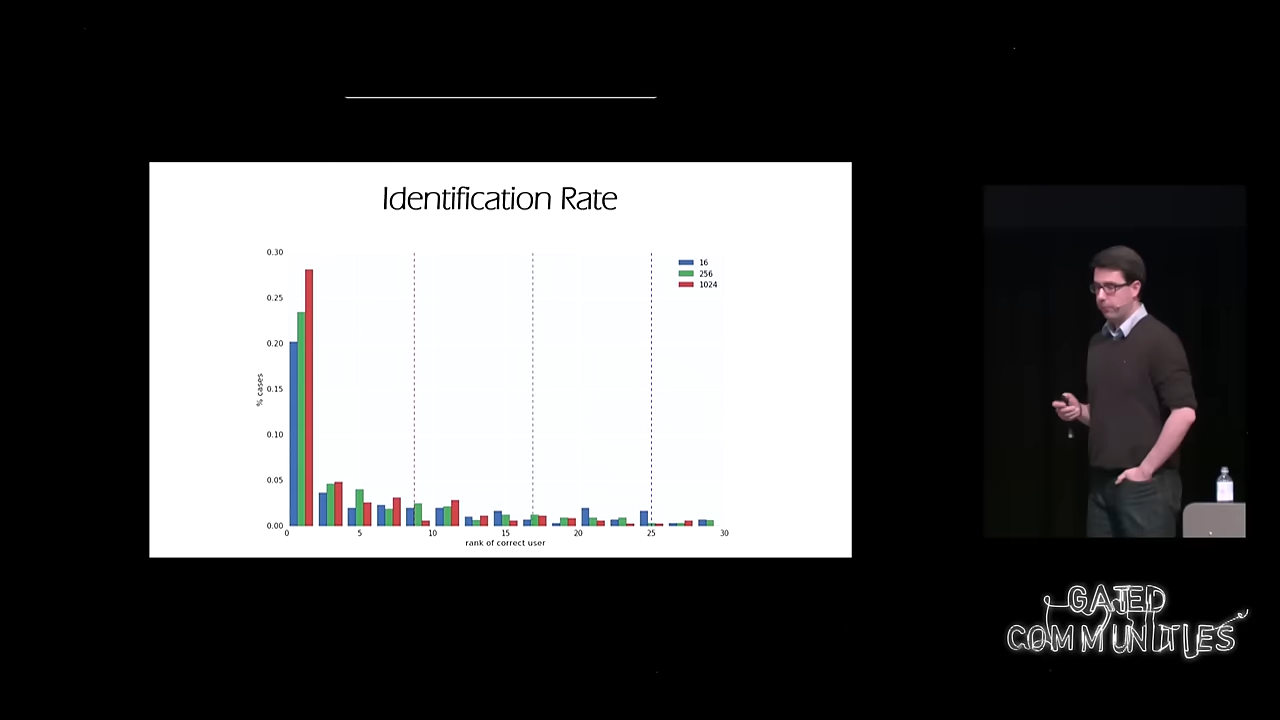 Identification Rate
0.30
0.25
0.20
0.15
0.10
0.05
0.00
% cases
0 5 10 15 20 25 30
rank of correct user
16
256
1024
GATED
COMMUNITIES